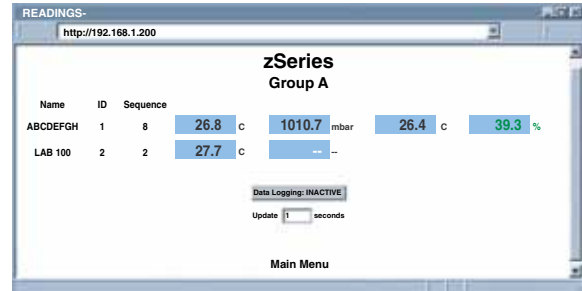 READINGS-
http://192.168.1.200
zSeries
Group A
Name ID Sequence
ABCDEFGH 1 8 26.8 C 1010.7 mbar 26.4 C 39.3 %
LAB 100 2 2 27.7 C -- --
Data Logging: INACTIVE
Update 1 seconds
Main Menu